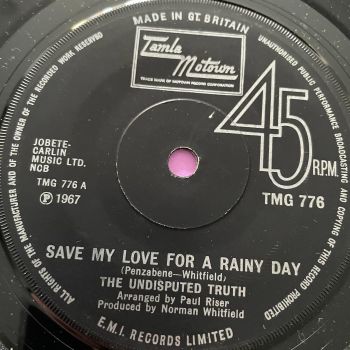 MADE IN GT. BRITAIN
UNAUTHORISED PUBLIC PERFORMANCE BROADCASTING AND COPYING OF THIS RECORD PROHIBITED
ALL RIGHTS OF THE MANUFACTURER AND OF THE OWNER OF THE RECORDED WORK RESERVED
Tamla
Motown
TRADE MARK OF MOTOWN RECORD CORPORATION
45 RPM
JOBETE-
CARLIN
MUSIC LTD.
NCB
TMG 776 A
TMG 776
Ⓟ 1967
SAVE MY LOVE FOR A RAINY DAY
(Penzabene—Whitfield)
THE UNDISPUTED TRUTH
Arranged by Paul Riser
Produced by Norman Whitfield
E.M.I. RECORDS LIMITED